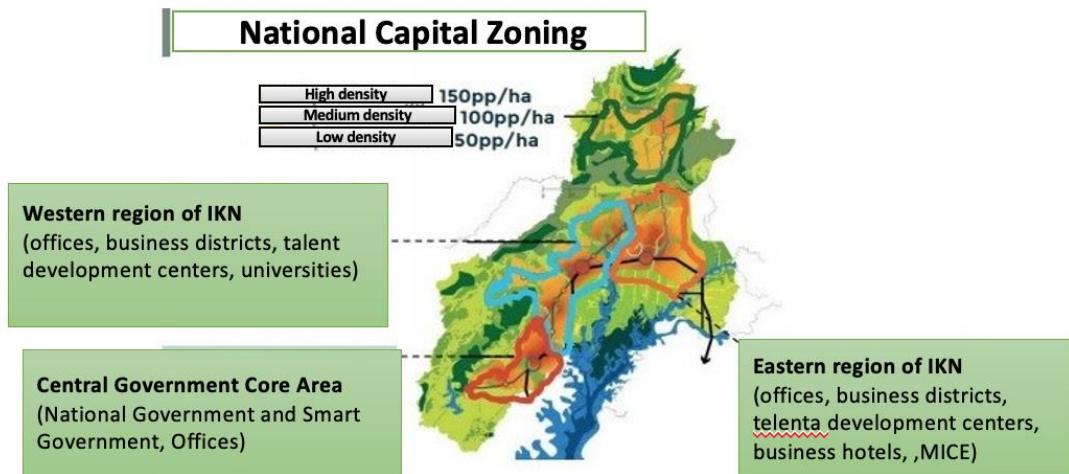 National Capital Zoning
High density 150pp/ha
Medium density 100pp/ha
Low density 50pp/ha
Western region of IKN
(offices, business districts, talent
development centers, universities)
Central Government Core Area
(National Government and Smart
Government, Offices)
Eastern region of IKN
(offices, business districts,
telenta development centers,
business hotels, ,MICE)